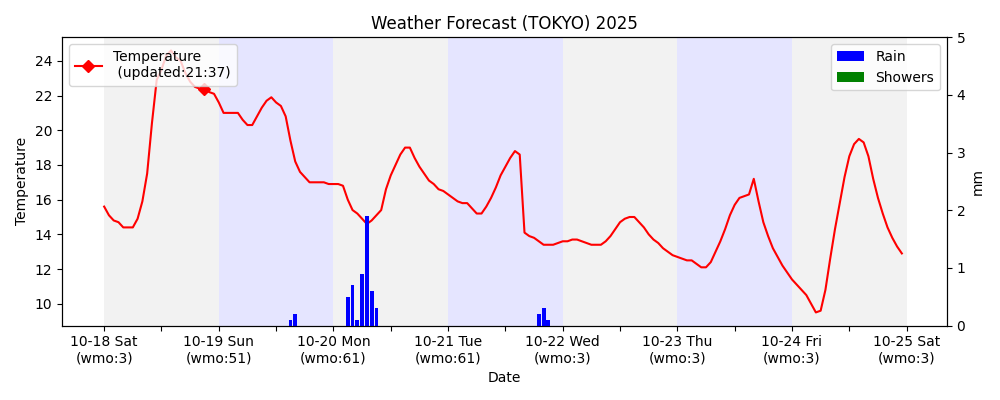 Weather Forecast (TOKYO) 2025
Temperature
(updated:21:37)
Rain
Showers
Temperature
24
22
20
18
16
14
12
10
5
4
3
2
1
0
mm
10-18 Sat
(wmo:3)
10-19 Sun
(wmo:51)
10-20 Mon
(wmo:61)
10-21 Tue
(wmo:61)
10-22 Wed
(wmo:3)
10-23 Thu
(wmo:3)
10-24 Fri
(wmo:3)
10-25 Sat
(wmo:3)
Date